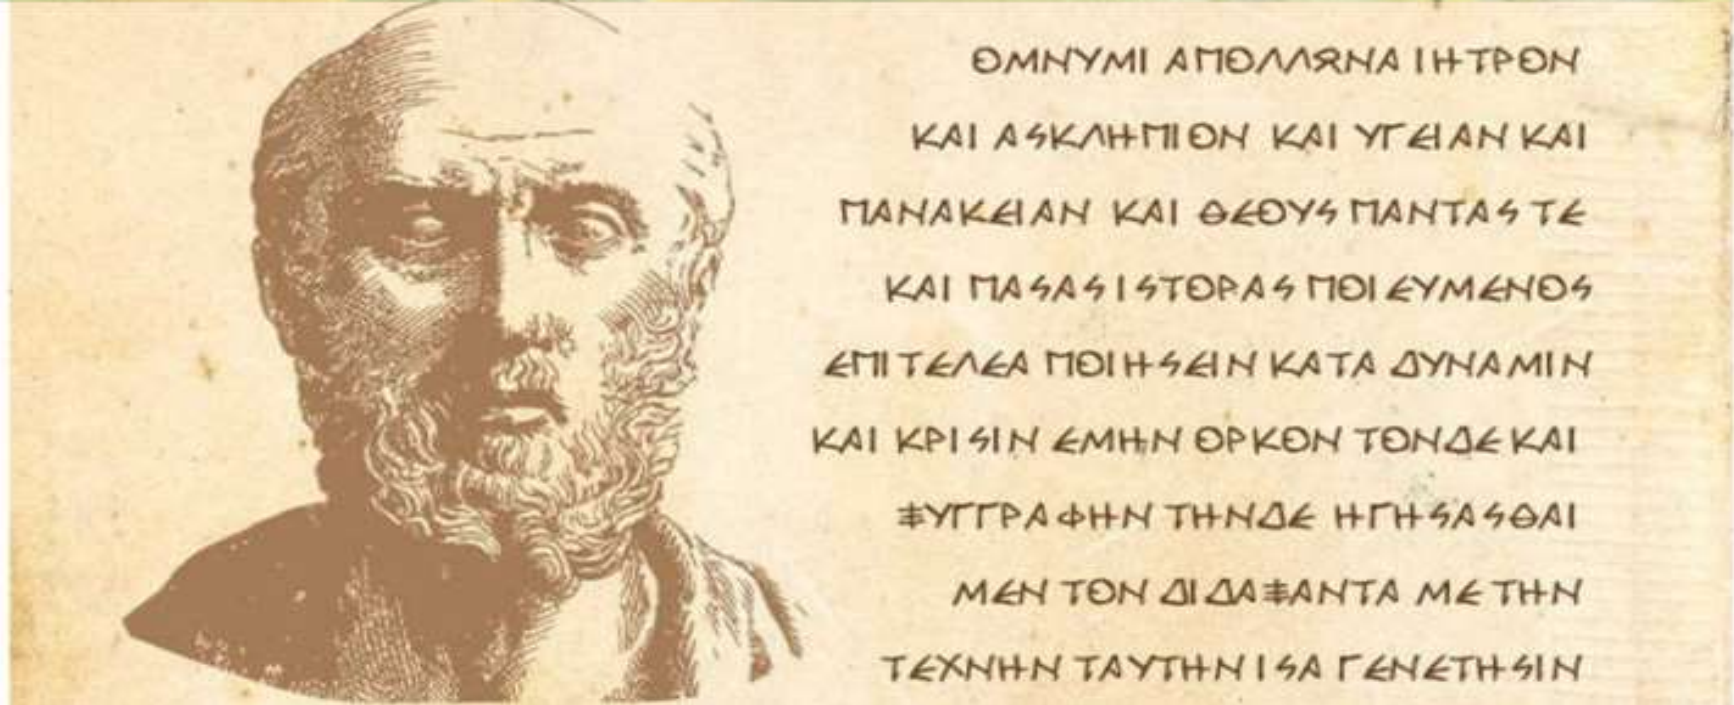 ΟΜΝΥΜΙ ΑΠΟΛΛΩΝΑ ΙΗΤΡΟΝ
ΚΑΙ ΑΣΚΛΗΠΙΟΝ ΚΑΙ ΥΓΕΙΑΝ ΚΑΙ
ΠΑΝΑΚΕΙΑΝ ΚΑΙ ΘΕΟΥΣ ΠΑΝΤΑΣ ΤΕ
ΚΑΙ ΠΑΣΑΣ ΙΣΤΟΡΑΣ ΠΟΙΕΥΜΕΝΟΣ
ΕΠΙΤΕΛΕΑ ΠΟΙΗΣΕΙΝ ΚΑΤΑ ΔΥΝΑΜΙΝ
ΚΑΙ ΚΡΙΣΙΝ ΕΜΗΝ ΟΡΚΟΝ ΤΟΝΔΕ ΚΑΙ
ΞΥΓΓΡΑΦΗΝ ΤΗΝΔΕ ΗΓΗΣΑΣΘΑΙ
ΜΕΝ ΤΟΝ ΔΙΔΑΞΑΝΤΑ ΜΕ ΤΗΝ
ΤΕΧΝΗΝ ΤΑΥΤΗΝ ΙΣΑ ΓΕΝΕΤΗΣΙΝ